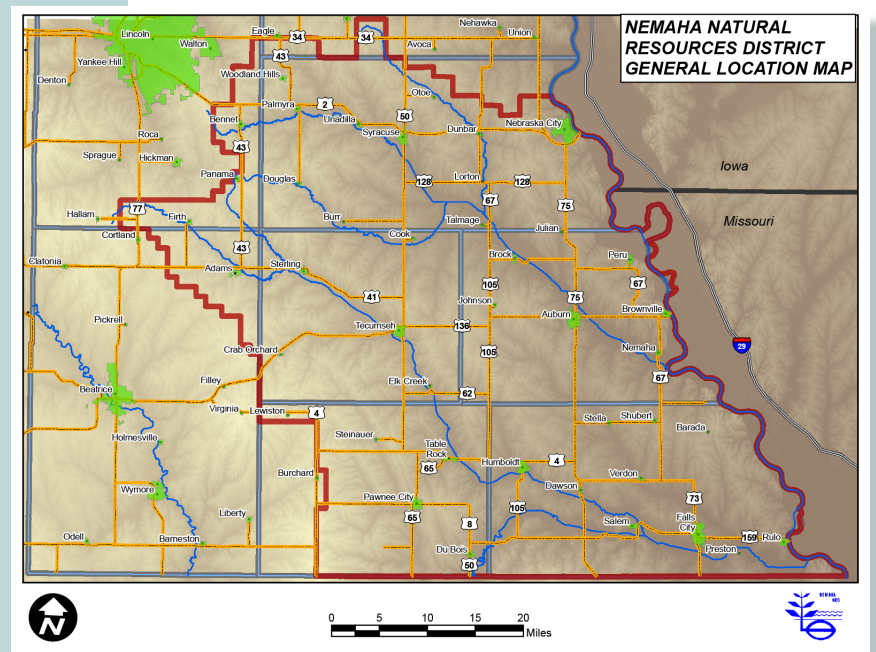 NEMAHA NATURAL
RESOURCES DISTRICT
GENERAL LOCATION MAP
Nehawka
Lincoln
Eagle
34
34
Union
Walton
Avoca
Yankee Hill
43
Woodland Hills
Denton
Otoe
Palmyra
2
50
Bennet
Unadilla
Syracuse
Dunbar
Nebraska City
Roca
43
Sprague
Hickman
Iowa
Panama
Douglas
128
Lorton
128
67
77
75
Hallam
Firth
Burr
Talmage
Missouri
Cortland
Cook
Julian
43
Clatonia
Adams
Sterling
Brock
Peru
105
67
41
Johnson
75
Pickrell
Tecumseh
136
Auburn
Brownville
29
Crab Orchard
105
Nemaha
Filley
Elk Creek
67
Beatrice
62
Virginia
Lewiston
4
Stella
Shubert
Barada
Holmesville
Steinauer
Table
Rock
65
Humboldt
4
Burchard
Verdon
Wymore
Dawson
Pawnee City
73
105
Liberty
65
8
Salem
Falls
City
Odell
Barneston
159
Rulo
Du Bois
Preston
50
N
0 5 10 15 20
Miles
NEMAHA
NRD